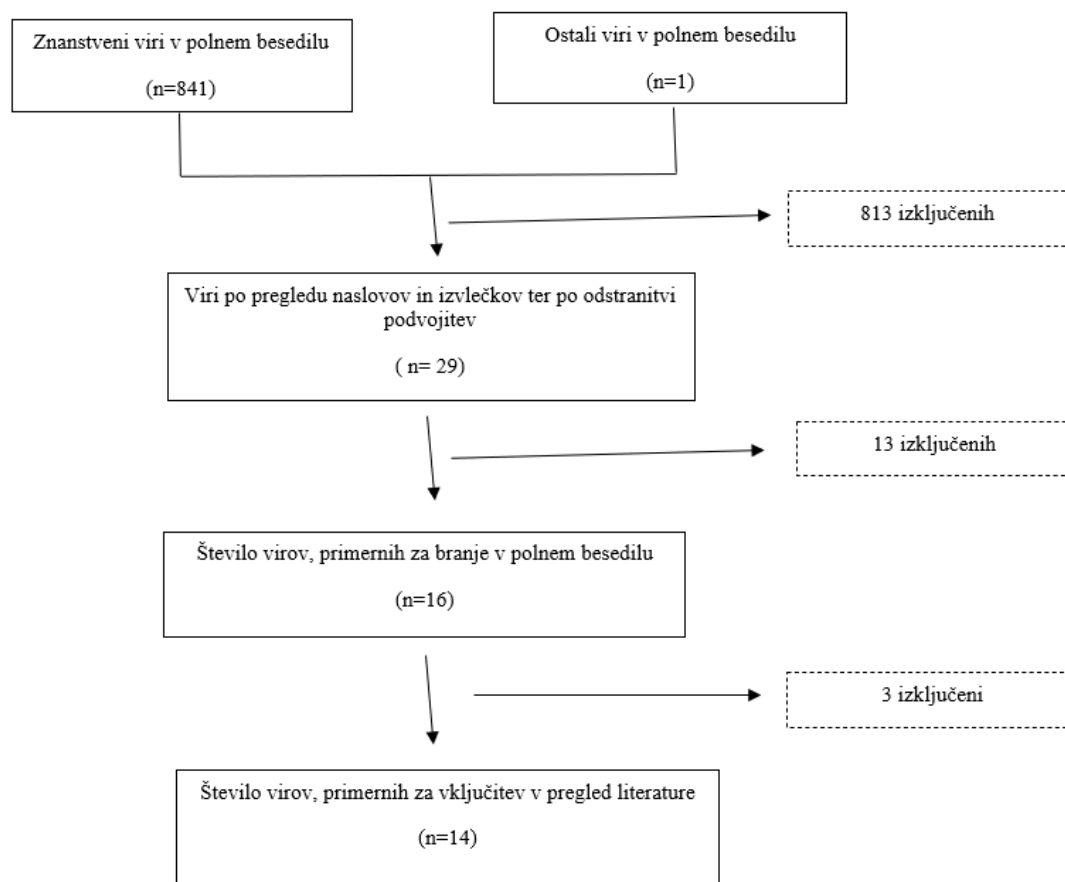 Znanstveni viri v polnem besedilu
(n=841)
Ostali viri v polnem besedilu
(n=1)
813 izključenih
Viri po pregledu naslovov in izvlečkov ter po odstranitvi
podvojitev
( n= 29)
13 izključenih
Število virov, primernih za branje v polnem besedilu
(n=16)
3 izključeni
Število virov, primernih za vključitev v pregled literature
(n=14)